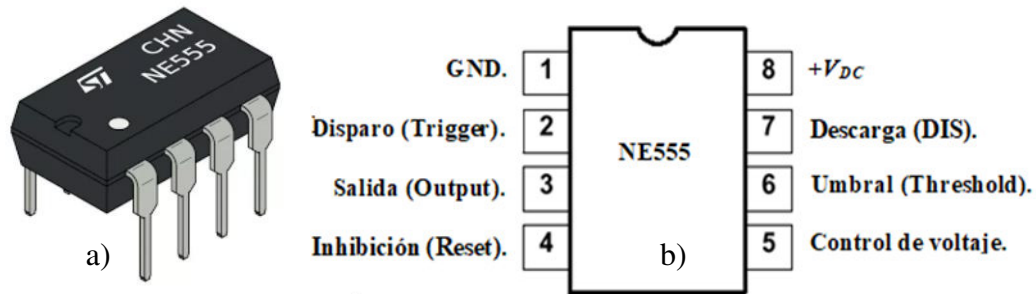 CHN
NE555
ST
a)
GND. 1
8 +V_DC
Disparo (Trigger). 2
7 Descarga (DIS).
NE555
Salida (Output). 3
6 Umbral (Threshold).
Inhibición (Reset). 4
5 Control de voltaje.
b)